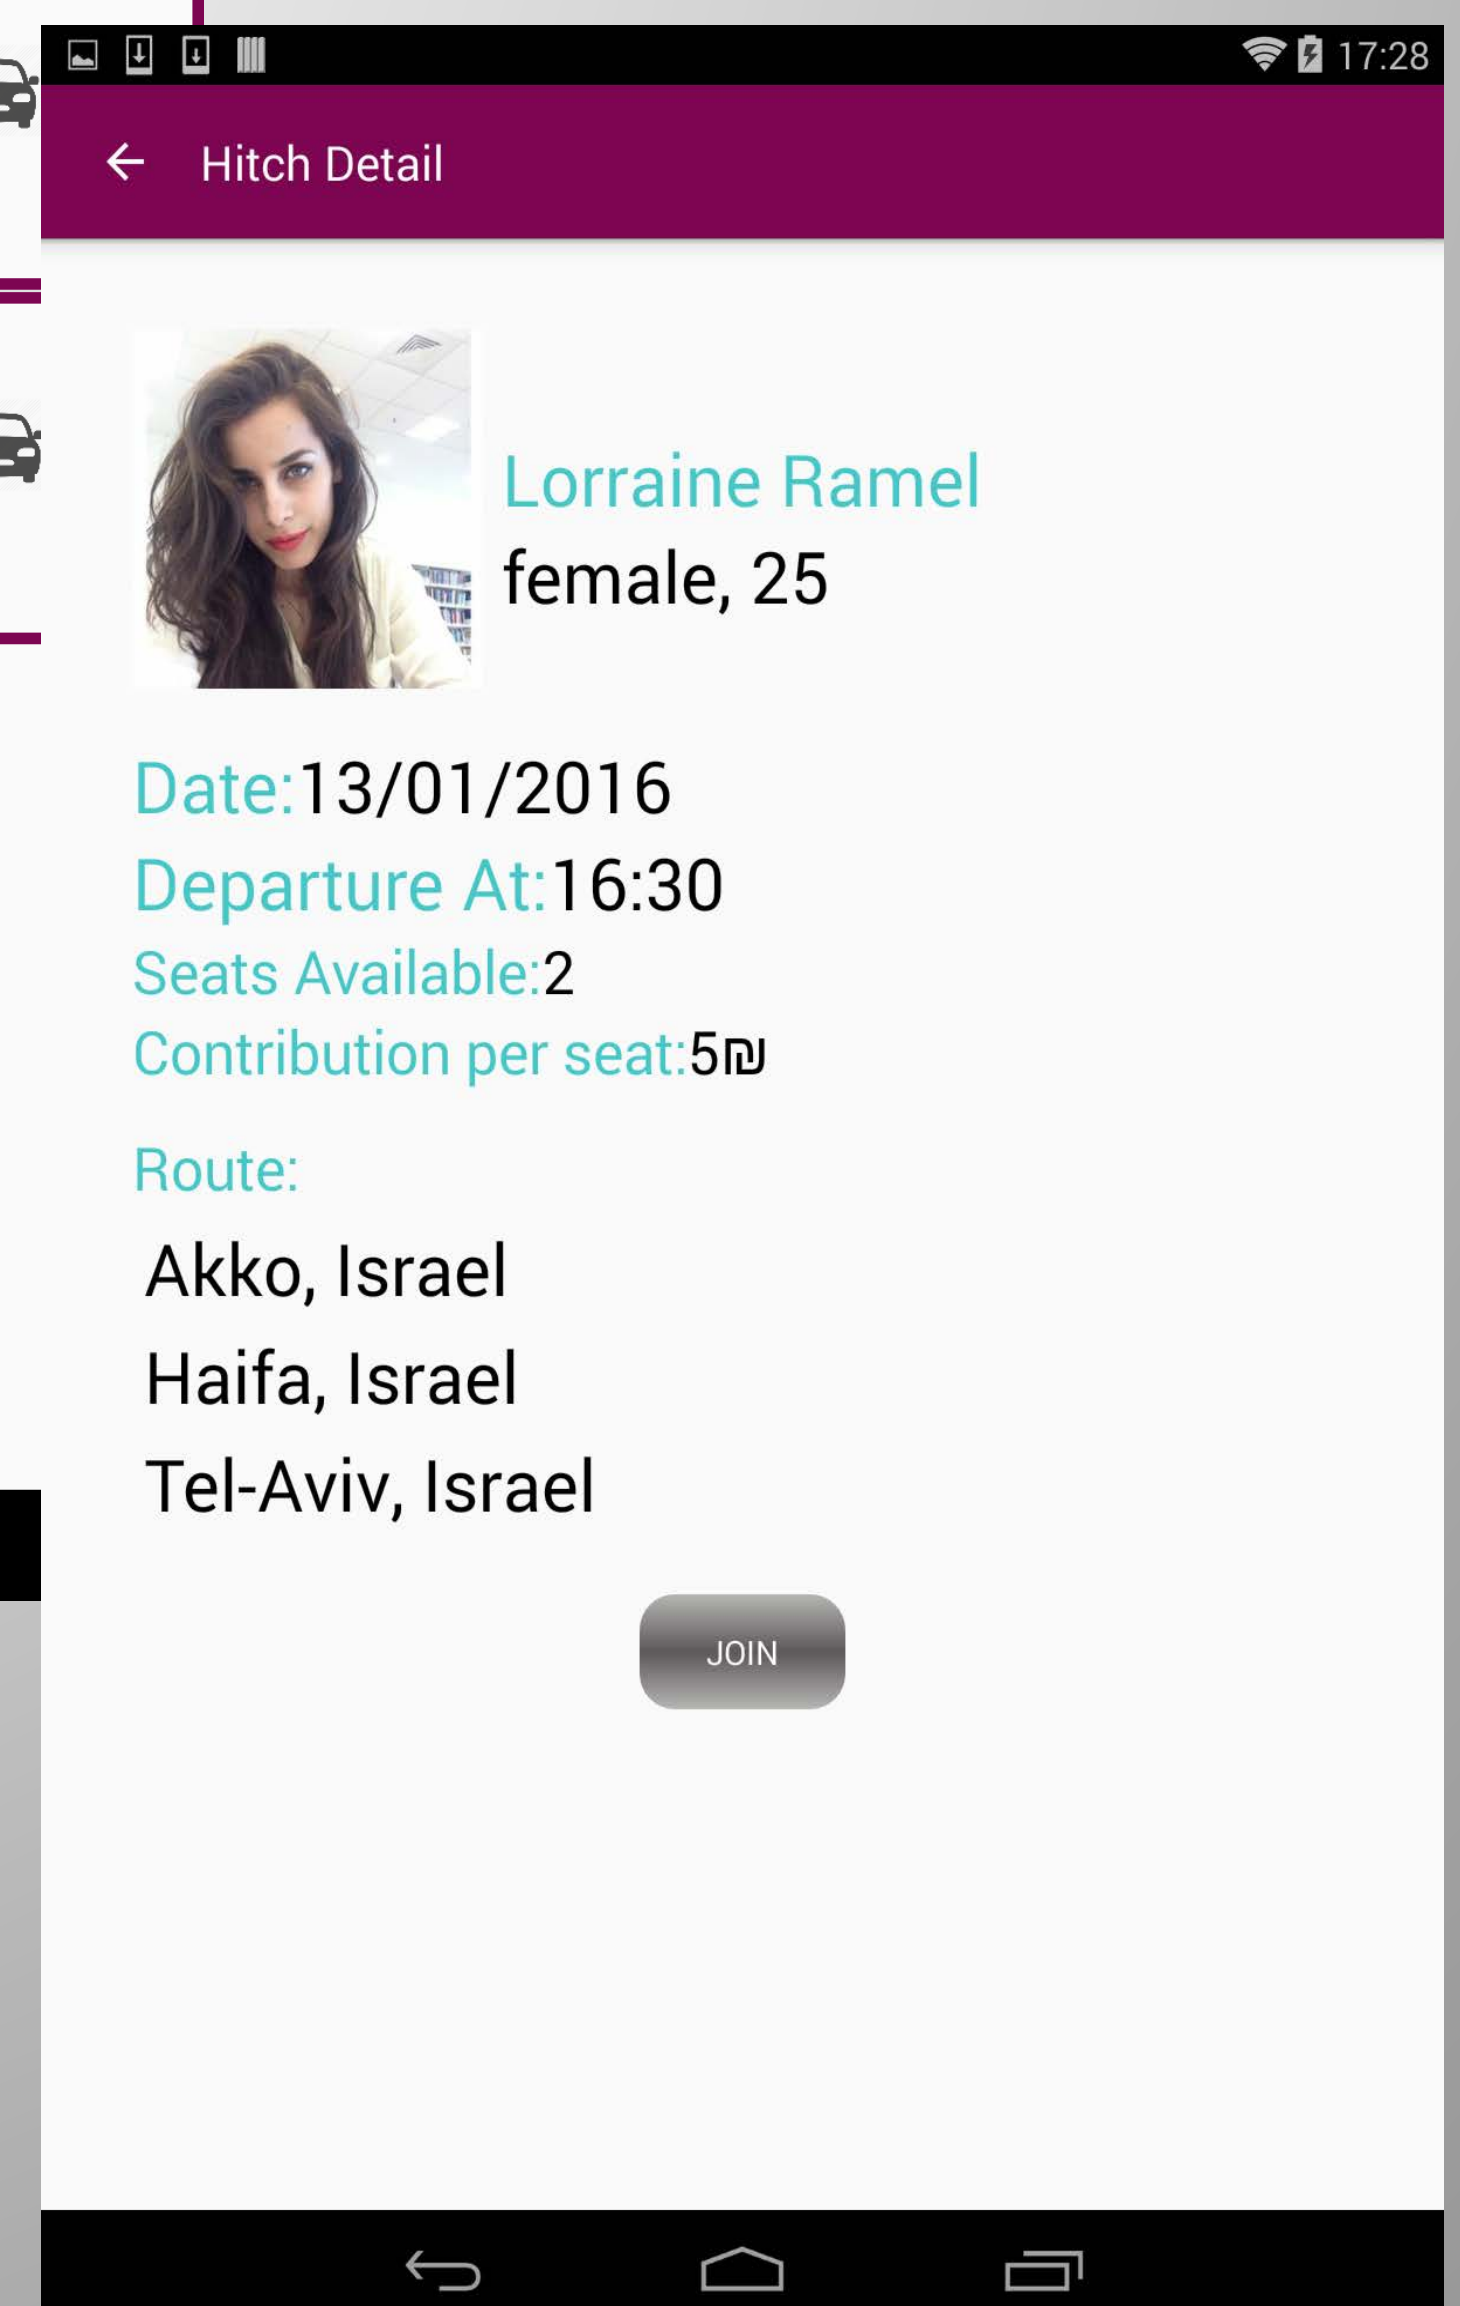 17:28
Hitch Detail
Lorraine Ramel
female, 25
Date:13/01/2016
Departure At:16:30
Seats Available:2
Contribution per seat:5₪
Route:
Akko, Israel
Haifa, Israel
Tel-Aviv, Israel
JOIN